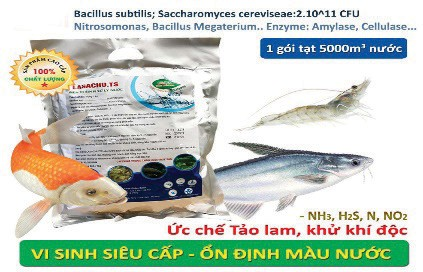 Bacillus subtilis; Saccharomyces cereviseae:2.10^11 CFU
Nitrosomonas, Bacillus Megaterium.. Enzyme: Amylase, Cellulase...
1 gói tạt 5000m³ nước
SẢN PHẨM CAO CẤP
100%
CHẤT LƯỢNG
LASACHU.TS
- NH3, H2S, N, NO2
Ức chế Tảo lam, khử khí độc
VI SINH SIÊU CẤP - ỔN ĐỊNH MÀU NƯỚC